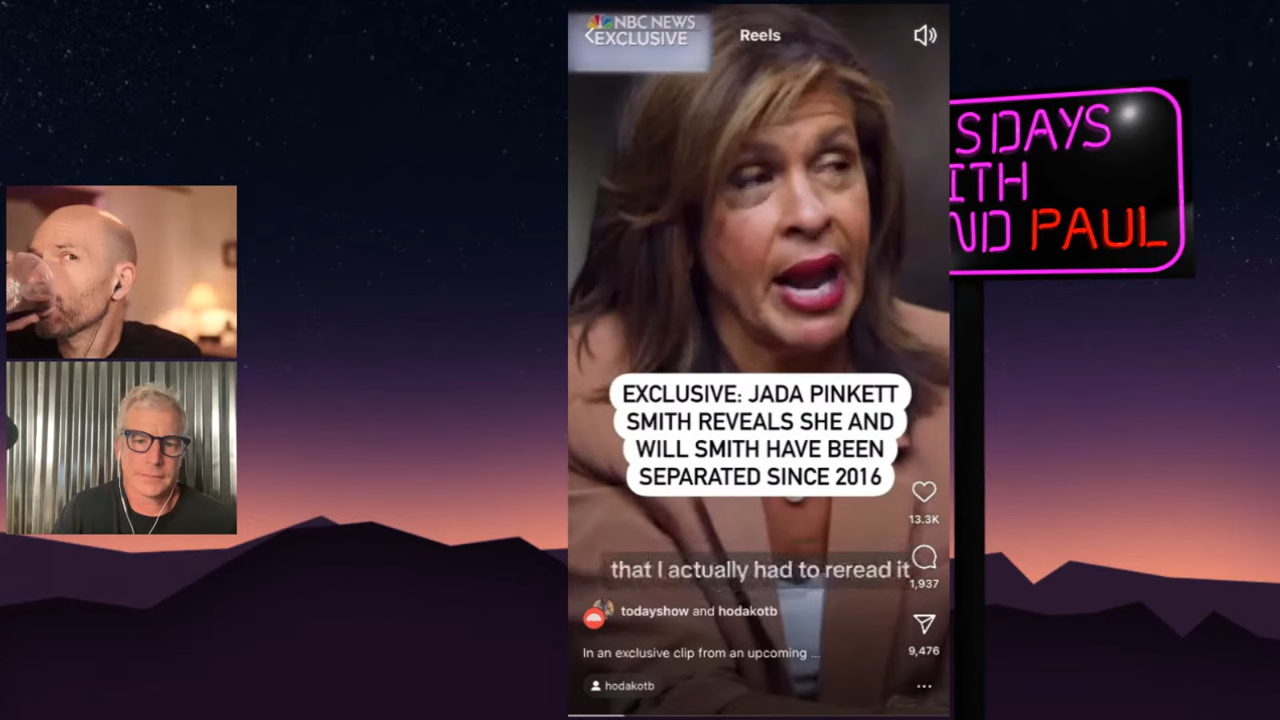 NBC NEWS
EXCLUSIVE
Reels
SDAYS
ITH
ND PAUL
EXCLUSIVE: JADA PINKETT
SMITH REVEALS SHE AND
WILL SMITH HAVE BEEN
SEPARATED SINCE 2016
13.3K
that I actually had to reread it
1,937
todayshow and hodakotb
In an exclusive clip from an upcoming ...
9,476
hodakotb